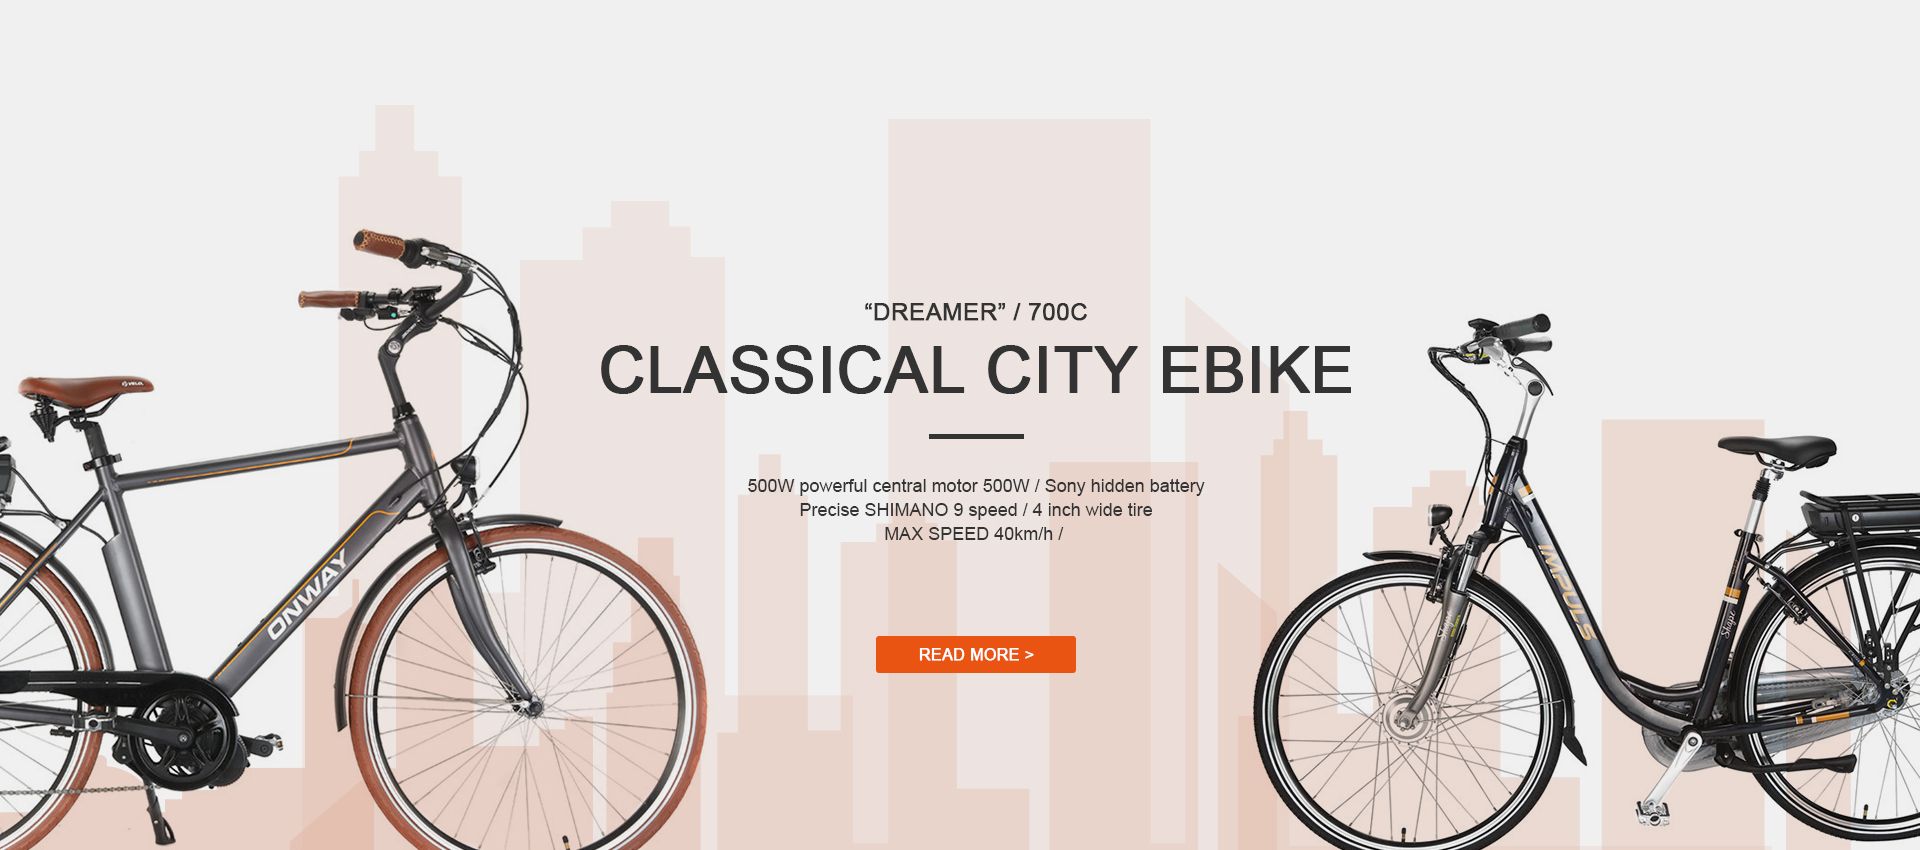 “DREAMER” / 700C
CLASSICAL CITY EBIKE
500W powerful central motor 500W / Sony hidden battery
Precise SHIMANO 9 speed / 4 inch wide tire
MAX SPEED 40km/h /
READ MORE >
VELO
ONWAY
IMPULS